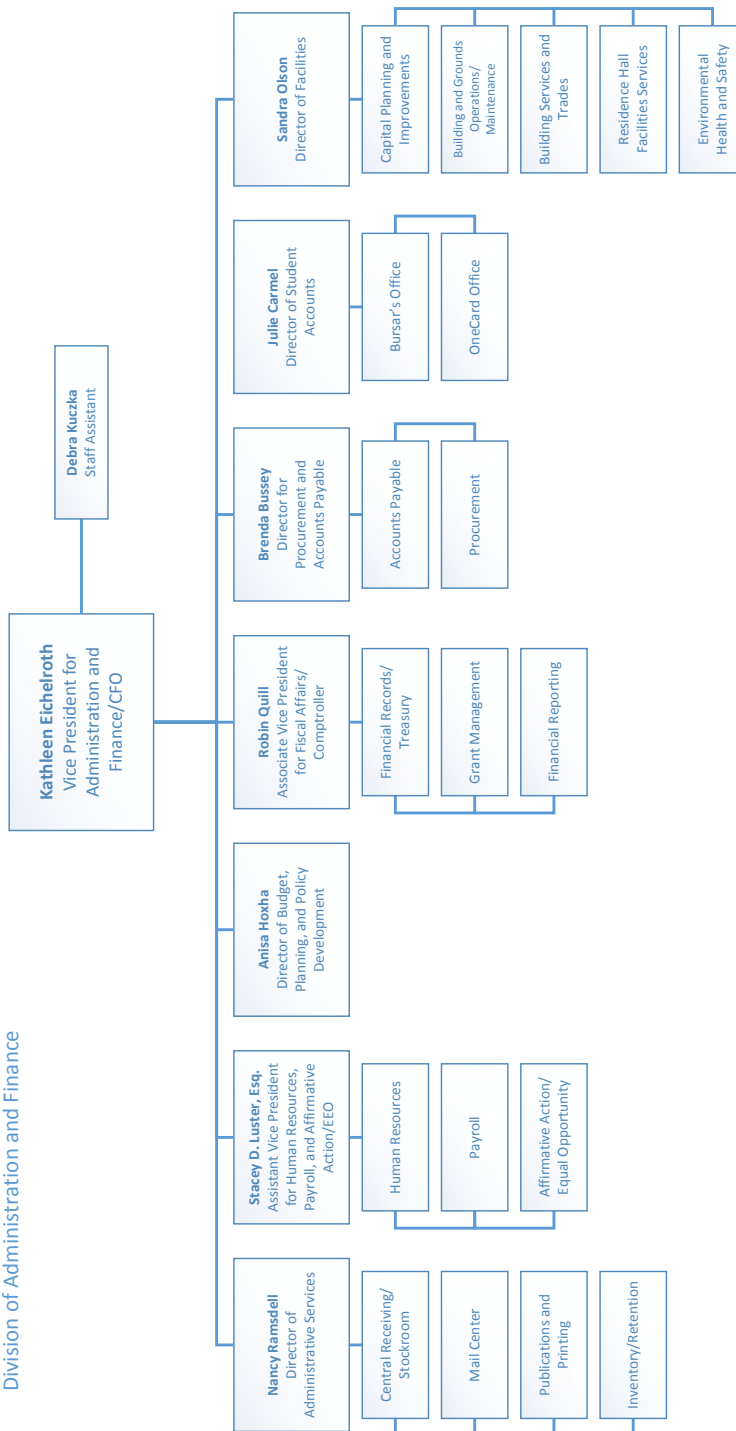 Division of Administration and Finance
Kathleen Eichelroth
Vice President for
Administration and
Finance/CFO
Debra Kuczka
Staff Assistant
Nancy Ramsdell
Director of
Administrative Services
Central Receiving/
Stockroom
Mail Center
Publications and
Printing
Inventory/Retention
Stacey D. Luster, Esq.
Assistant Vice President
for Human Resources,
Payroll, and Affirmative
Action/EEO
Human Resources
Payroll
Affirmative Action/
Equal Opportunity
Anisa Hoxha
Director of Budget,
Planning, and Policy
Development
Robin Quill
Associate Vice President
for Fiscal Affairs/
Comptroller
Financial Records/
Treasury
Grant Management
Financial Reporting
Brenda Bussey
Director for
Procurement and
Accounts Payable
Accounts Payable
Procurement
Julie Carmel
Director of Student
Accounts
Bursar's Office
OneCard Office
Sandra Olson
Director of Facilities
Capital Planning and
Improvements
Building and Grounds
Operations/
Maintenance
Building Services and
Trades
Residence Hall
Facilities Services
Environmental
Health and Safety